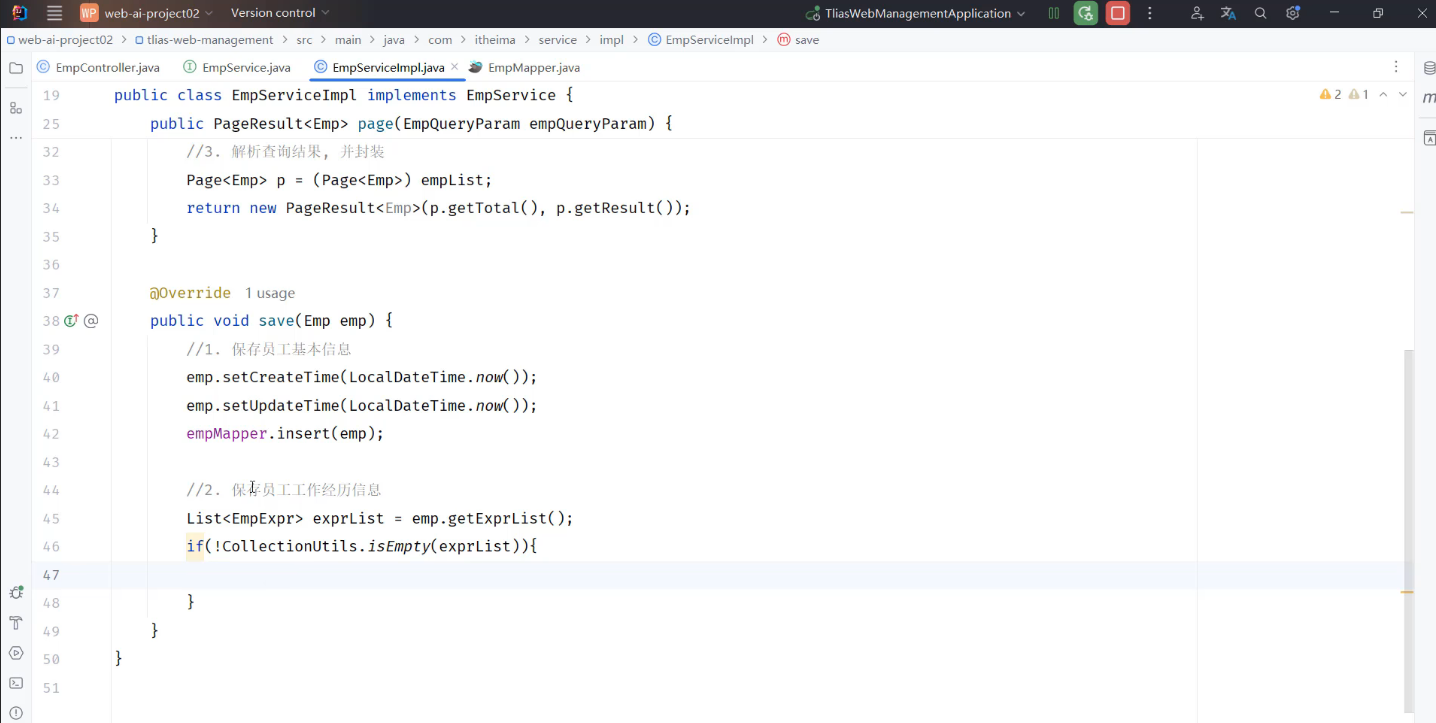 WP web-ai-project02 Version control TliasWebManagementApplication
web-ai-project02 > tlias-web-management > src > main > java > com > itheima > service > impl > EmpServiceImpl > save
EmpController.java EmpService.java EmpServiceImpl.java EmpMapper.java
19 public class EmpServiceImpl implements EmpService { 2 1
25 public PageResult<Emp> page(EmpQueryParam empQueryParam) {
32 //3. 解析查询结果, 并封装
33 Page<Emp> p = (Page<Emp>) empList;
34 return new PageResult<Emp>(p.getTotal(), p.getResult());
35 }
36
37 @Override 1 usage
38 public void save(Emp emp) {
39 //1. 保存员工基本信息
40 emp.setCreateTime(LocalDateTime.now());
41 emp.setUpdateTime(LocalDateTime.now());
42 empMapper.insert(emp);
43
44 //2. 保存员工工作经历信息
45 List<EmpExpr> exprList = emp.getExprList();
46 if(!CollectionUtils.isEmpty(exprList)){
47
48 }
49 }
50 }
51